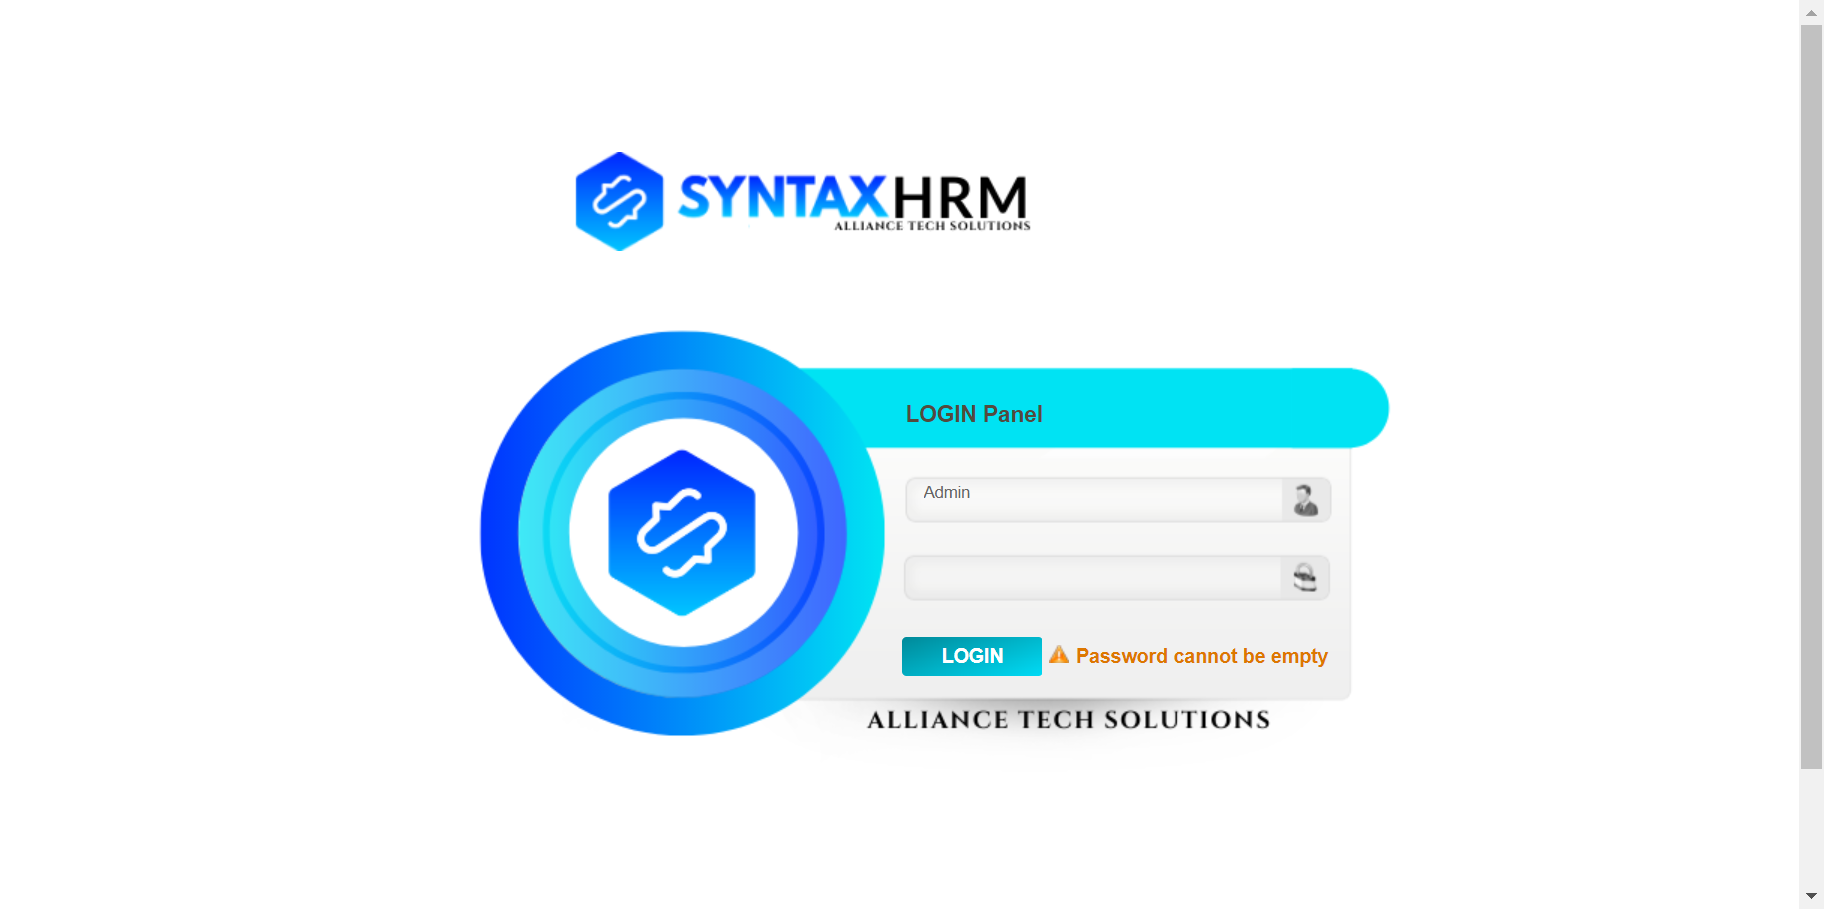 SYNTAXHRM
ALLIANCE TECH SOLUTIONS
LOGIN Panel
Admin
LOGIN
Password cannot be empty
ALLIANCE TECH SOLUTIONS